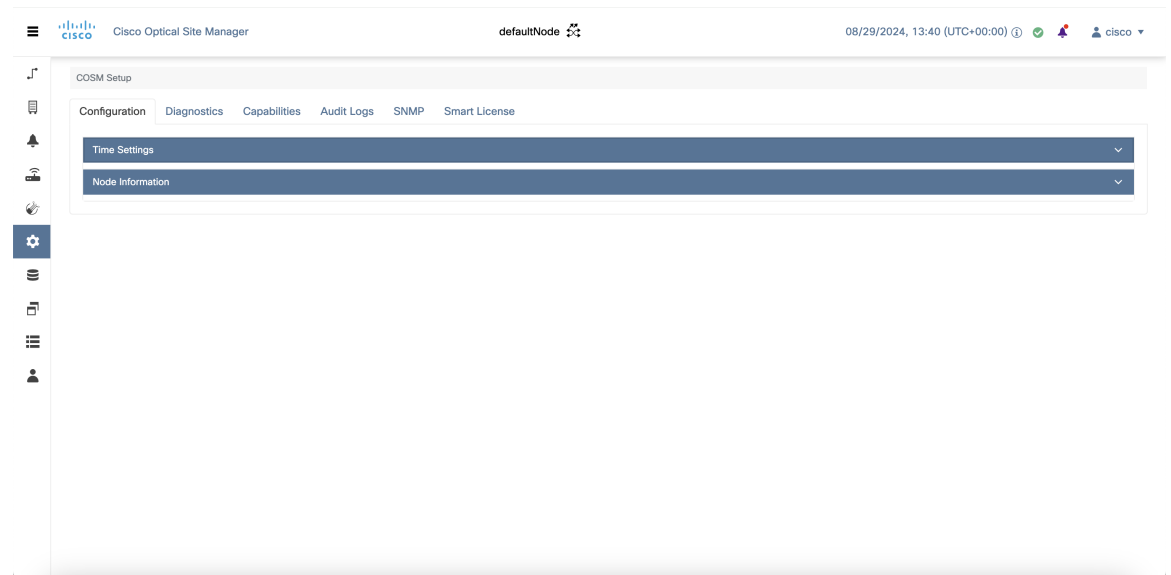 cisco Cisco Optical Site Manager defaultNode 08/29/2024, 13:40 (UTC+00:00) cisco
COSM Setup
Configuration Diagnostics Capabilities Audit Logs SNMP Smart License
Time Settings
Node Information